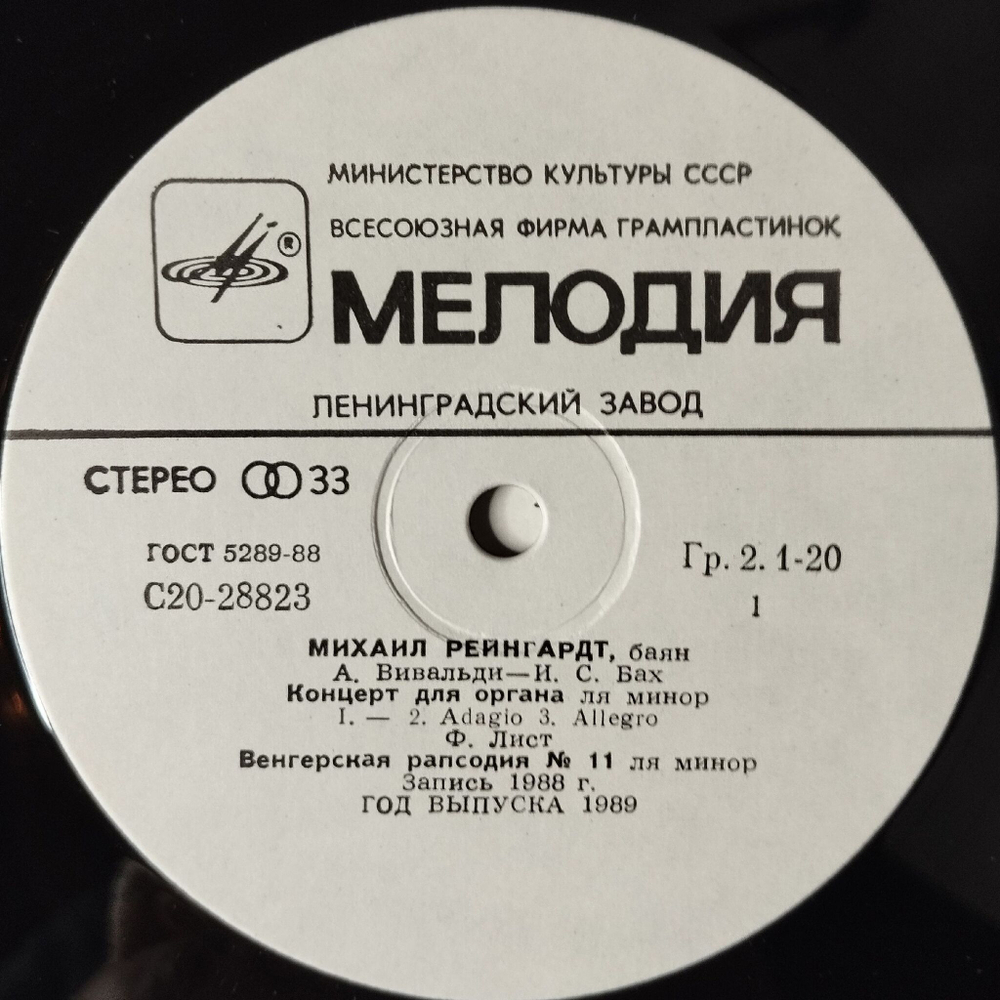 МИНИСТЕРСТВО КУЛЬТУРЫ СССР
ВСЕСОЮЗНАЯ ФИРМА ГРАМПЛАСТИНОК
®
МЕЛОДИЯ
ЛЕНИНГРАДСКИЙ ЗАВОД
СТЕРЕО 33
ГОСТ 5289-88
Гр. 2. 1-20
С20-28823
1
МИХАИЛ РЕЙНГАРДТ, баян
А. Вивальди—И. С. Бах
Концерт для органа ля минор
I. — 2. Adagio 3. Allegro
Ф. Лист
Венгерская рапсодия № 11 ля минор
Запись 1988 г.
ГОД ВЫПУСКА 1989